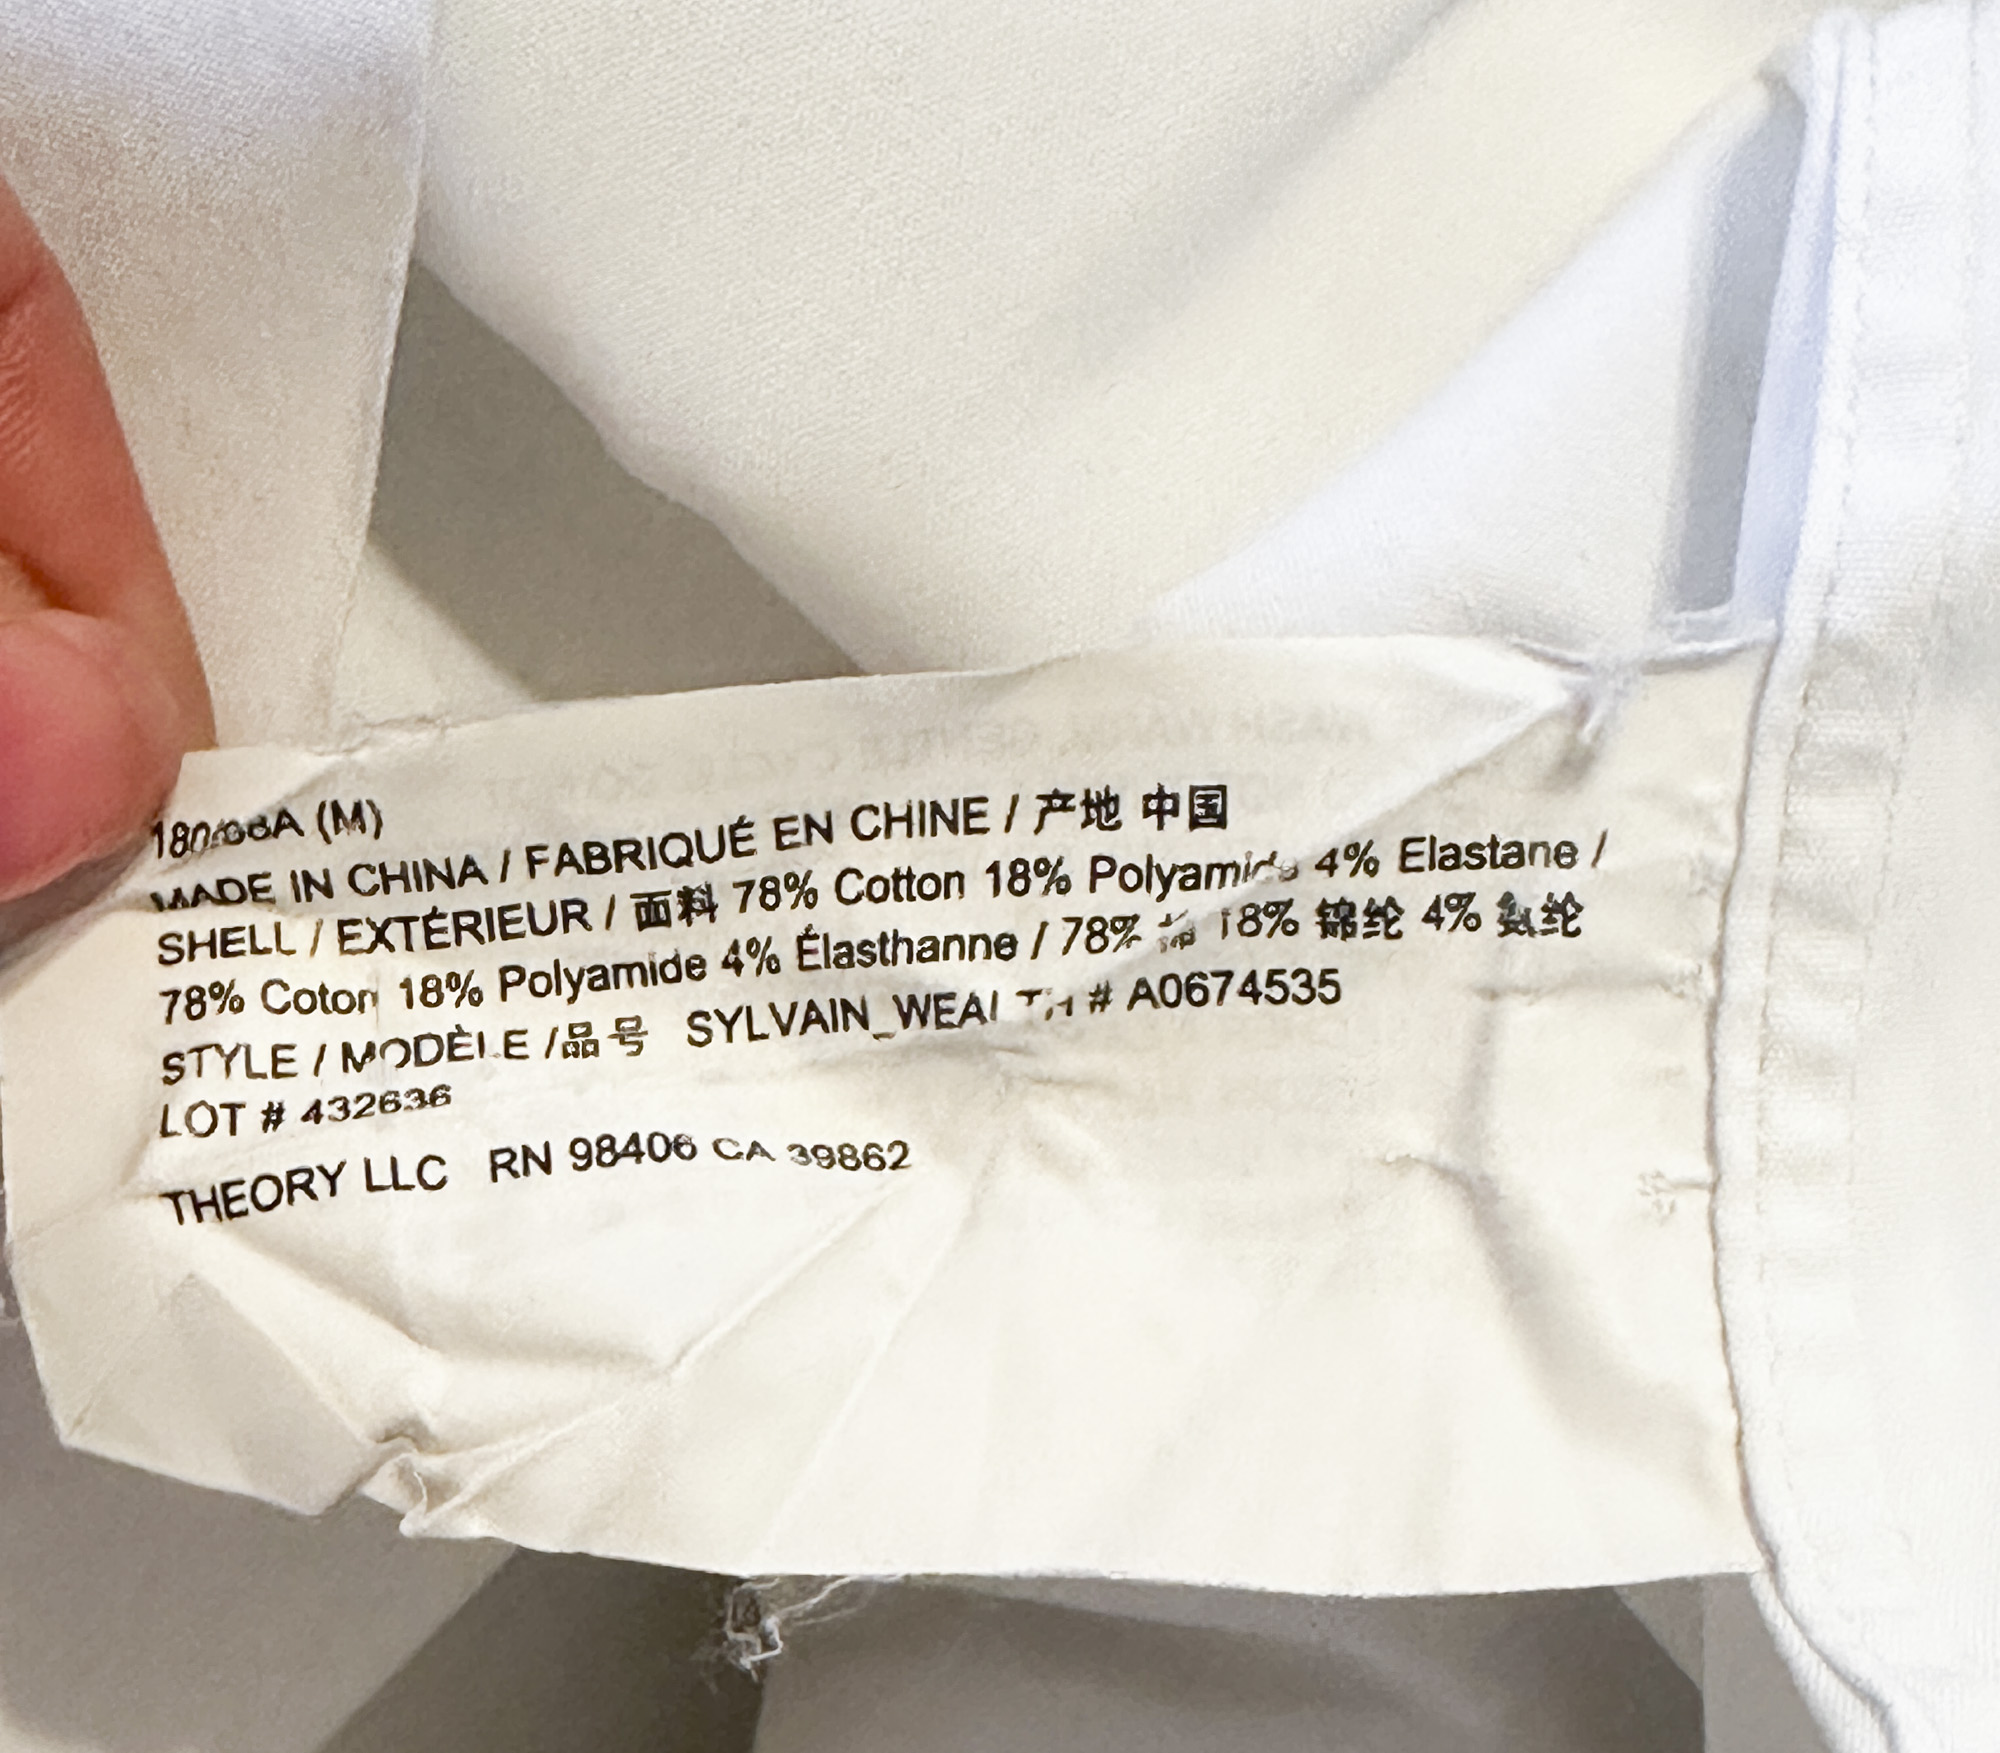 (M)
MADE IN CHINA / FABRIQUÉ EN CHINE / 产地 中国
SHELL / EXTÉRIEUR / 面料 78% Cotton 18% Polyamide 4% Elastane /
78% Coton 18% Polyamide 4% Élasthanne / 78% 棉 18% 锦纶 4% 氨纶
STYLE / MODÈLE /品号 SYLVAIN_WEALTH # A0674535
LOT # 432636
THEORY LLC RN 98406 CA 39862